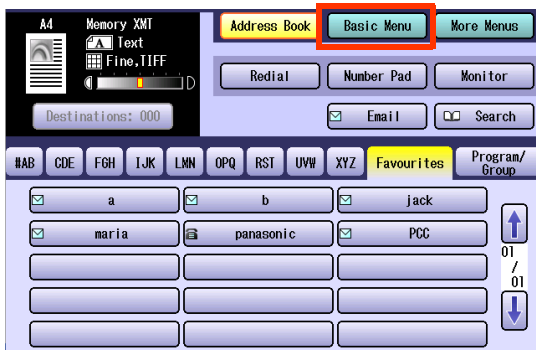 A4 Memory XMT
A Text
Fine,TIFF
Destinations: 000
Address Book Basic Menu More Menus
Redial Number Pad Monitor
Email Search
#AB CDE FGH IJK LMN OPQ RST UVW XYZ Favourites Program/
Group
a b jack
maria panasonic PCC
01
/
01